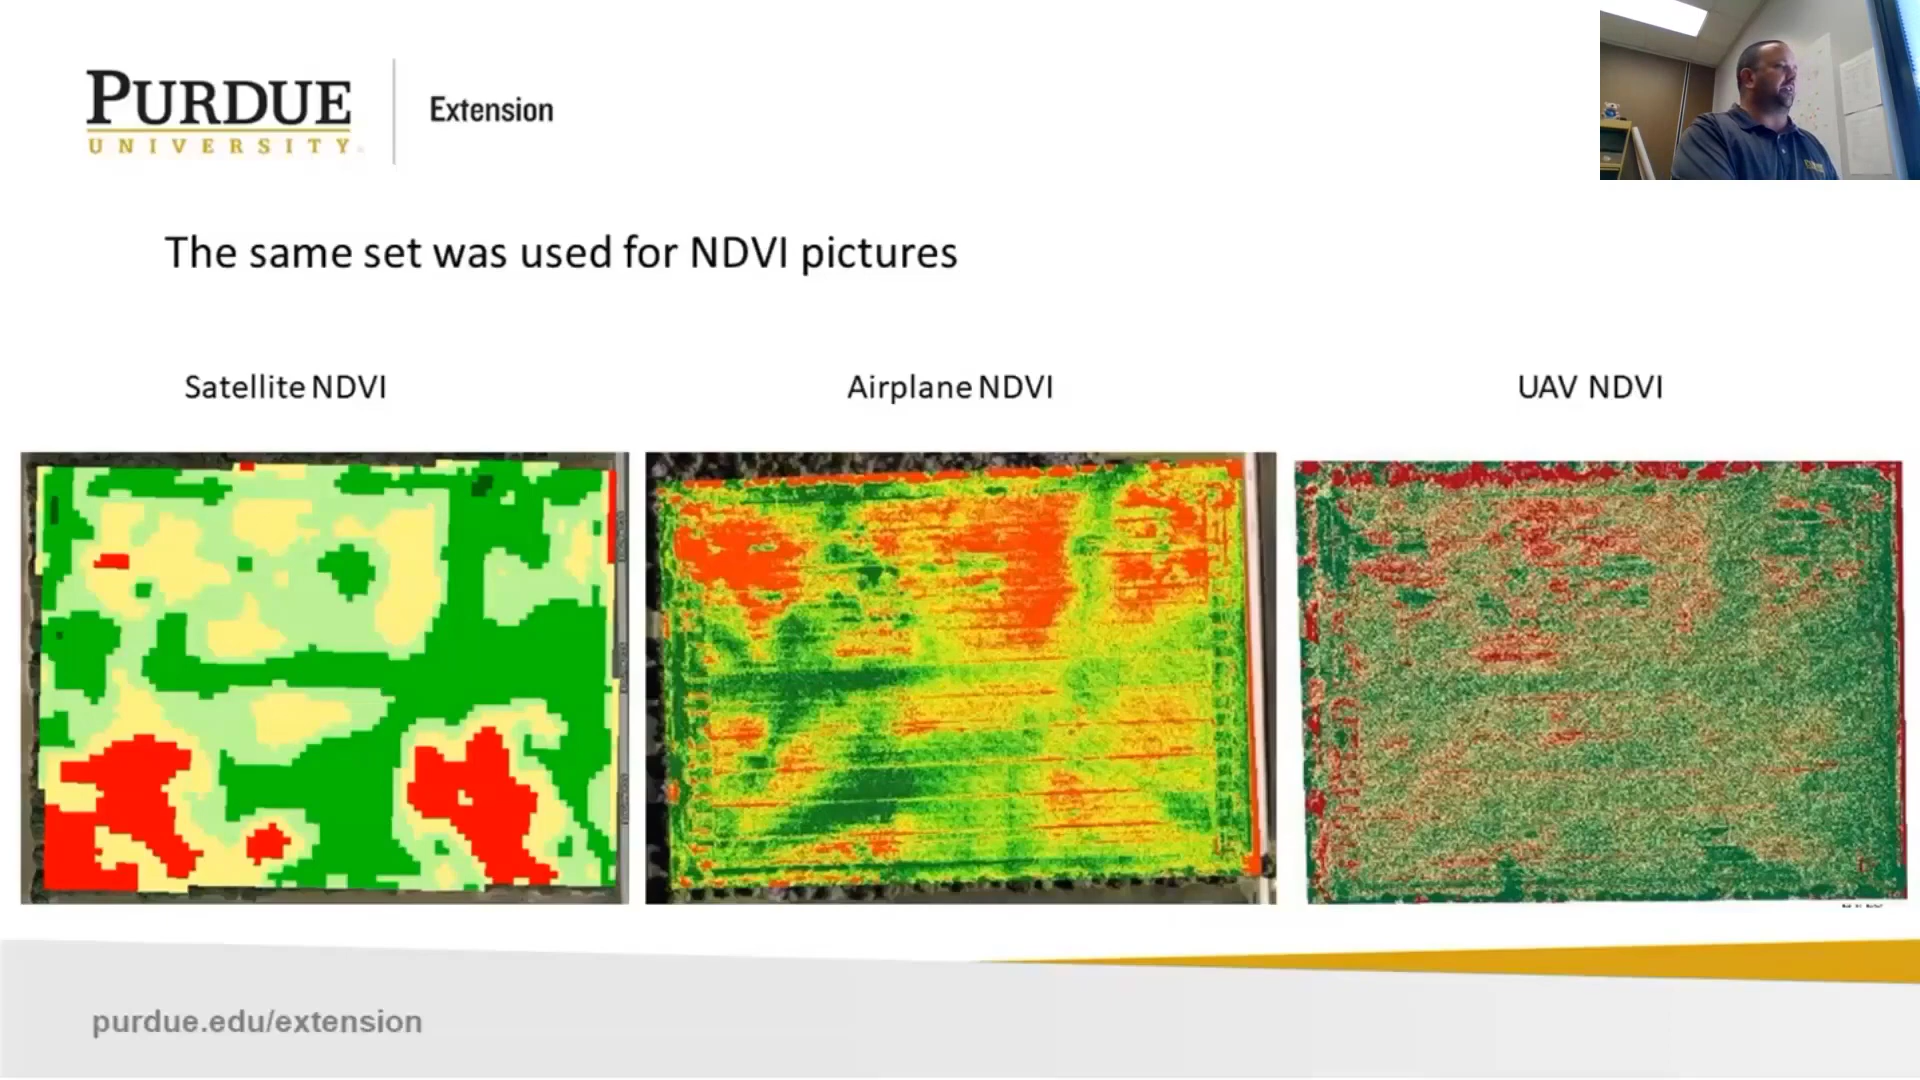 PURDUE
UNIVERSITY
Extension
The same set was used for NDVI pictures
Satellite NDVI
Airplane NDVI
UAV NDVI
purdue.edu/extension